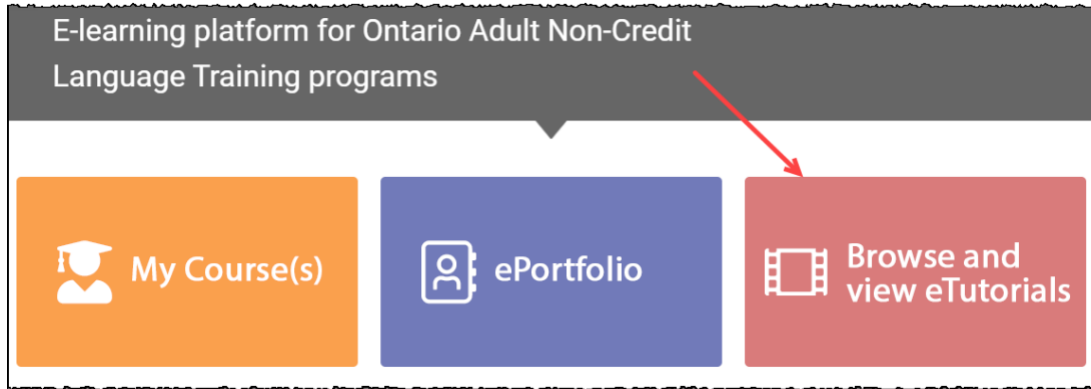 E-learning platform for Ontario Adult Non-Credit
Language Training programs
My Course(s)
ePortfolio
Browse and
view eTutorials